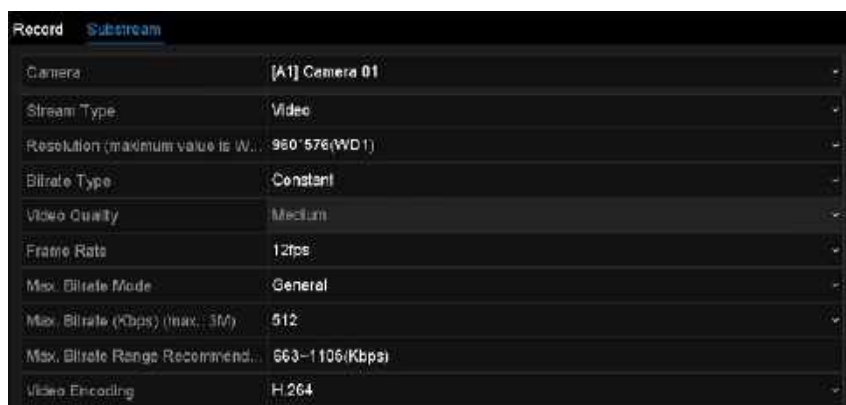 Record Substream
Camera [A1] Camera 01
Stream Type Video
Resolution (maximum value is W... 960*576(WD1)
Bitrate Type Constant
Video Quality Medium
Frame Rate 12fps
Max. Bitrate Mode General
Max. Bitrate (Kbps) (max.: 3M) 512
Max. Bitrate Range Recommend... 663~1106(Kbps)
Video Encoding H.264